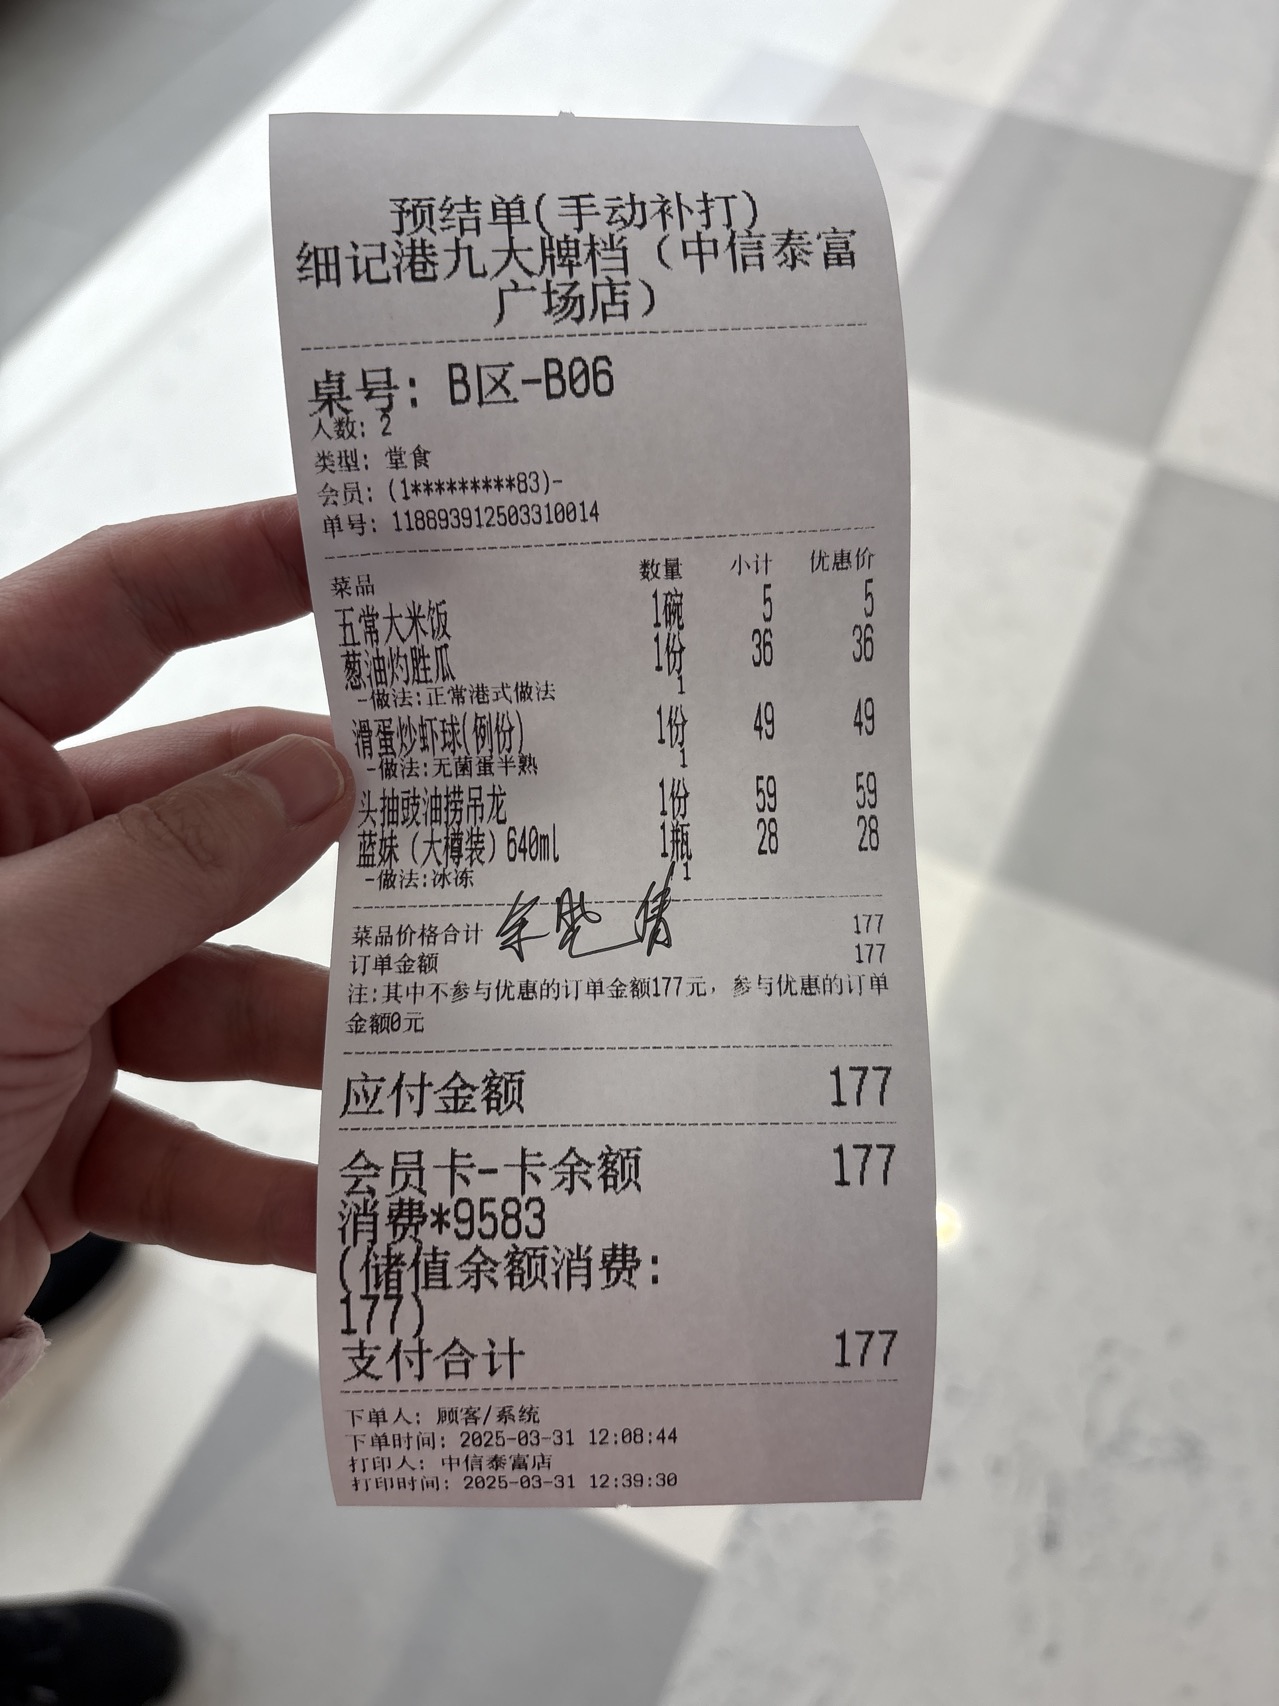 预结单(手动补打)
细记港九大牌档（中信泰富
广场店）
桌号: B区-B06
人数: 2
类型: 堂食
会员: (1*********83)-
单号: 118893912503310014
菜品 数量 小计 优惠价
五常大米饭 1碗 5 5
葱油灼胜瓜 1份 36 36
-做法:正常港式做法 1
滑蛋炒虾球(例份) 1份 49 49
-做法:无菌蛋半熟 1
头抽豉油捞吊龙 1份 59 59
蓝妹（大樽装）640ml 1瓶 28 28
-做法:冰冻 1
菜品价格合计 177
订单金额 177
注:其中不参与优惠的订单金额177元，参与优惠的订单
金额0元
应付金额 177
会员卡-卡余额 177
消费*9583
(储值余额消费:
177)
支付合计 177
下单人: 顾客/系统
下单时间: 2025-03-31 12:08:44
打印人: 中信泰富店
打印时间: 2025-03-31 12:39:30